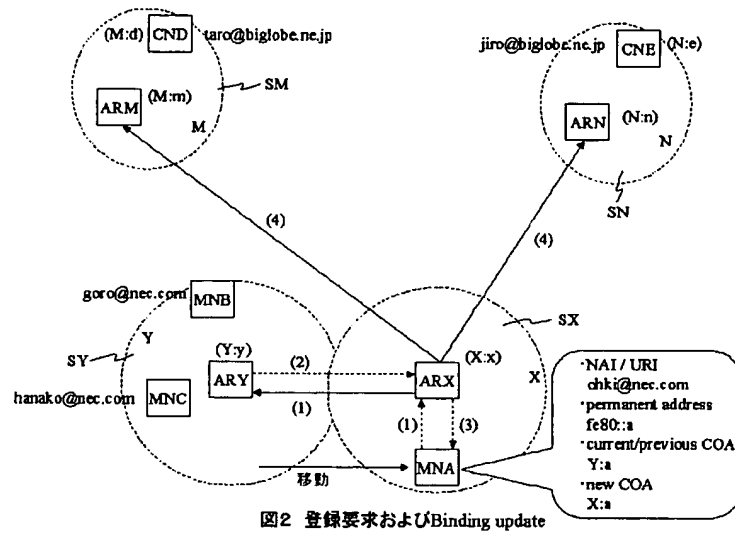 (M:d) CND taro@biglobe.ne.jp
jiro@biglobe.ne.jp CNE (N:e)
SM
ARM (M:m)
M
ARN (N:n)
N
SN
(4)
(4)
goro@nec.com MNB
SX
Y
SY
(Y:y)
(2)
(X:x)
ARY
ARX
X
(1)
hanako@nec.com MNC
(1) (3)
移動
MNA
・NAI / URI
ohki@nec.com
・permanent address
fe80::a
・current/previous COA
Y:a
・new COA
X:a
図2 登録要求およびBinding update